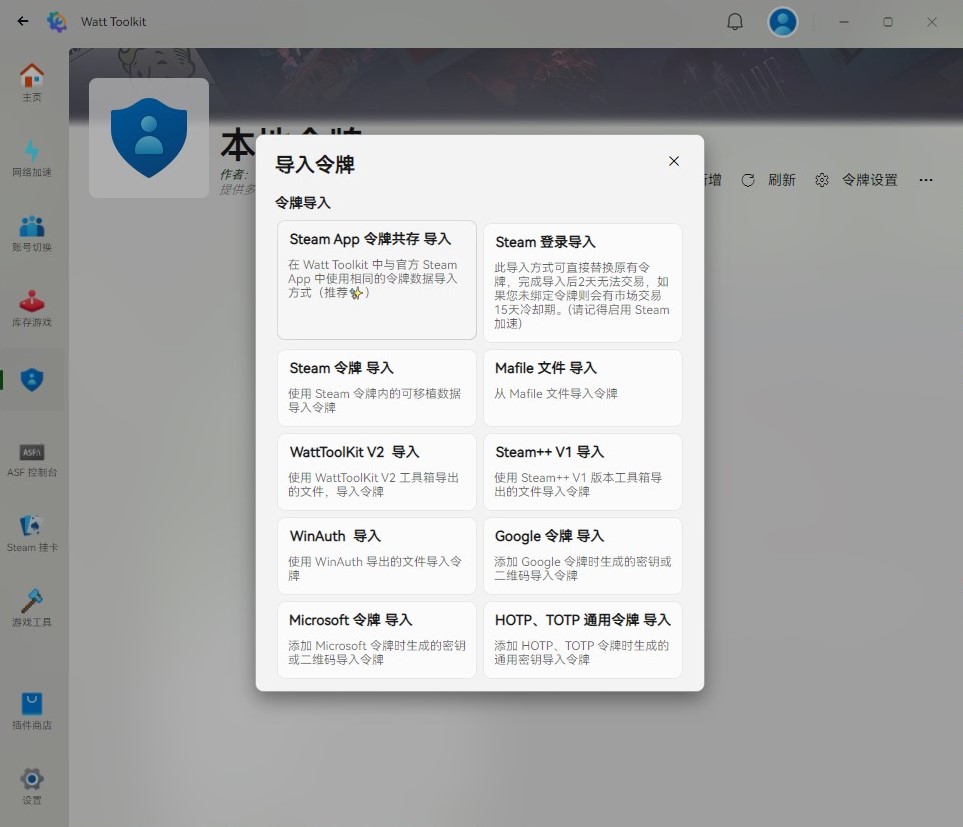 Watt Toolkit
主页
网络加速
账号切换
库存游戏
ASF
ASF 控制台
Steam 挂卡
游戏工具
插件商店
设置
作者:
提供多
新增
刷新
令牌设置
导入令牌
令牌导入
Steam App 令牌共存 导入
在 Watt Toolkit 中与官方 Steam
App 中使用相同的令牌数据导入
方式（推荐✨）
Steam 登录导入
此导入方式可直接替换原有令
牌，完成导入后2天无法交易，如
果您未绑定令牌则会有市场交易
15天冷却期。(请记得启用 Steam
加速)
Steam 令牌 导入
使用 Steam 令牌内的可移植数据
导入令牌
Mafile 文件 导入
从 Mafile 文件导入令牌
WattToolKit V2  导入
使用 WattToolKit V2 工具箱导出
的文件，导入令牌
Steam++ V1 导入
使用 Steam++ V1 版本工具箱导
出的文件导入令牌
WinAuth  导入
使用 WinAuth 导出的文件导入令
牌
Google 令牌 导入
添加 Google 令牌时生成的密钥或
二维码导入令牌
Microsoft 令牌 导入
添加 Microsoft 令牌时生成的密钥
或二维码导入令牌
HOTP、TOTP 通用令牌 导入
添加 HOTP、TOTP 令牌时生成的
通用密钥导入令牌